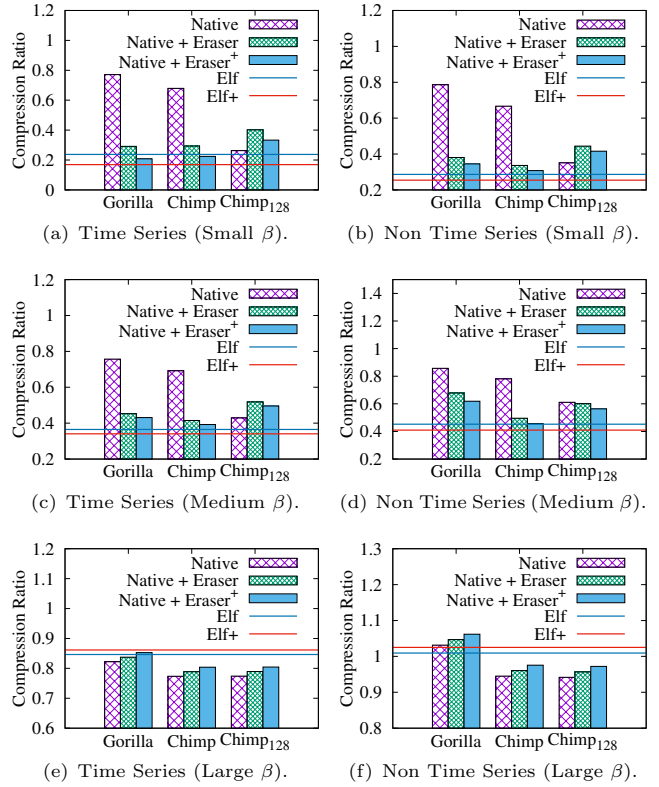 Compression Ratio
1.2
1
0.8
0.6
0.4
0.2
0
Native
Native + Eraser
Native + Eraser+
Elf
Elf+
Gorilla Chimp Chimp128
(a) Time Series (Small β).
Compression Ratio
1.2
1
0.8
0.6
0.4
0.2
Native
Native + Eraser
Native + Eraser+
Elf
Elf+
Gorilla Chimp Chimp128
(b) Non Time Series (Small β).
Compression Ratio
1.2
1
0.8
0.6
0.4
0.2
Native
Native + Eraser
Native + Eraser+
Elf
Elf+
Gorilla Chimp Chimp128
(c) Time Series (Medium β).
Compression Ratio
1.4
1.2
1
0.8
0.6
0.4
0.2
Native
Native + Eraser
Native + Eraser+
Elf
Elf+
Gorilla Chimp Chimp128
(d) Non Time Series (Medium β).
Compression Ratio
1.2
1.1
1
0.9
0.8
0.7
0.6
Native
Native + Eraser
Native + Eraser+
Elf
Elf+
Gorilla Chimp Chimp128
(e) Time Series (Large β).
Compression Ratio
1.3
1.2
1.1
1
0.9
0.8
Native
Native + Eraser
Native + Eraser+
Elf
Elf+
Gorilla Chimp Chimp128
(f) Non Time Series (Large β).